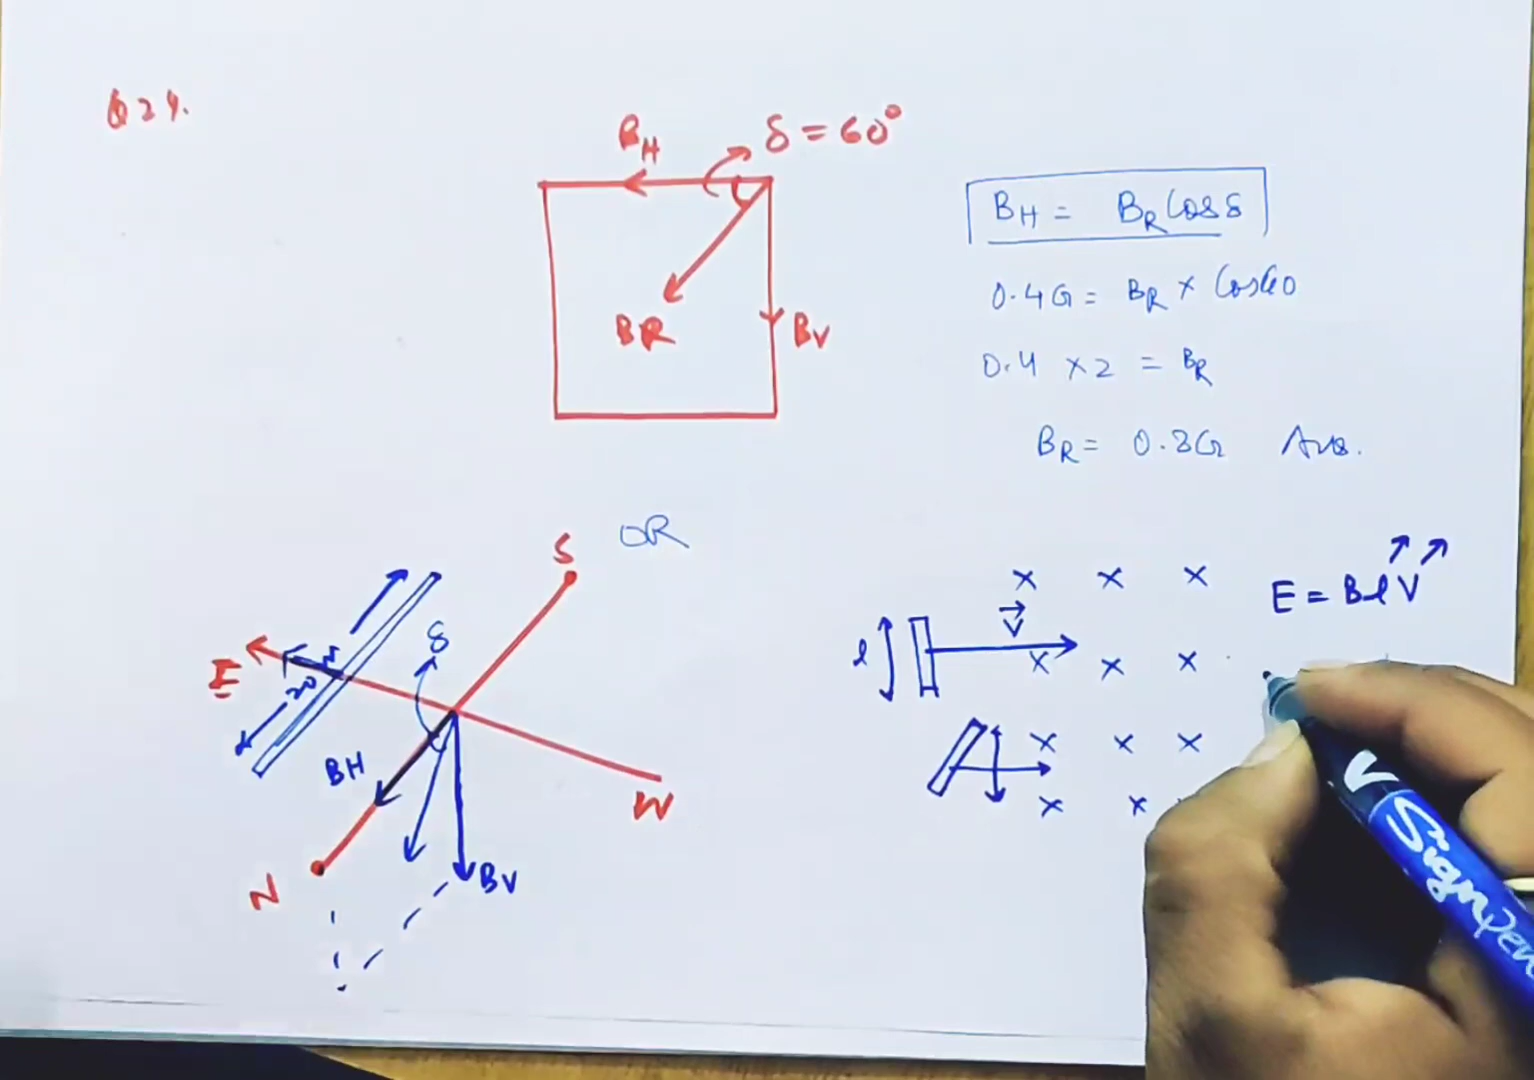 Q24.
BH
δ = 60°
BR
BV
BH = BR Cosδ
0.4G = BR × Cos60
0.4 × 2 = BR
BR = 0.8G Ans.
OR
S
E
20
δ
BH
N
BV
W
× × ×
l
V
× × ×
× × ×
× ×
E = BlV
Signpen